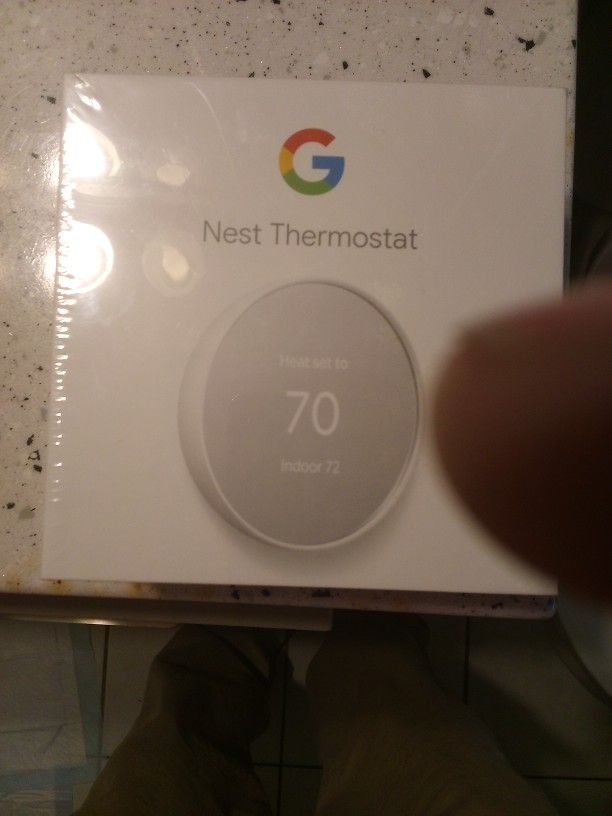 G
Nest Thermostat
Heat set to
70
Indoor 72